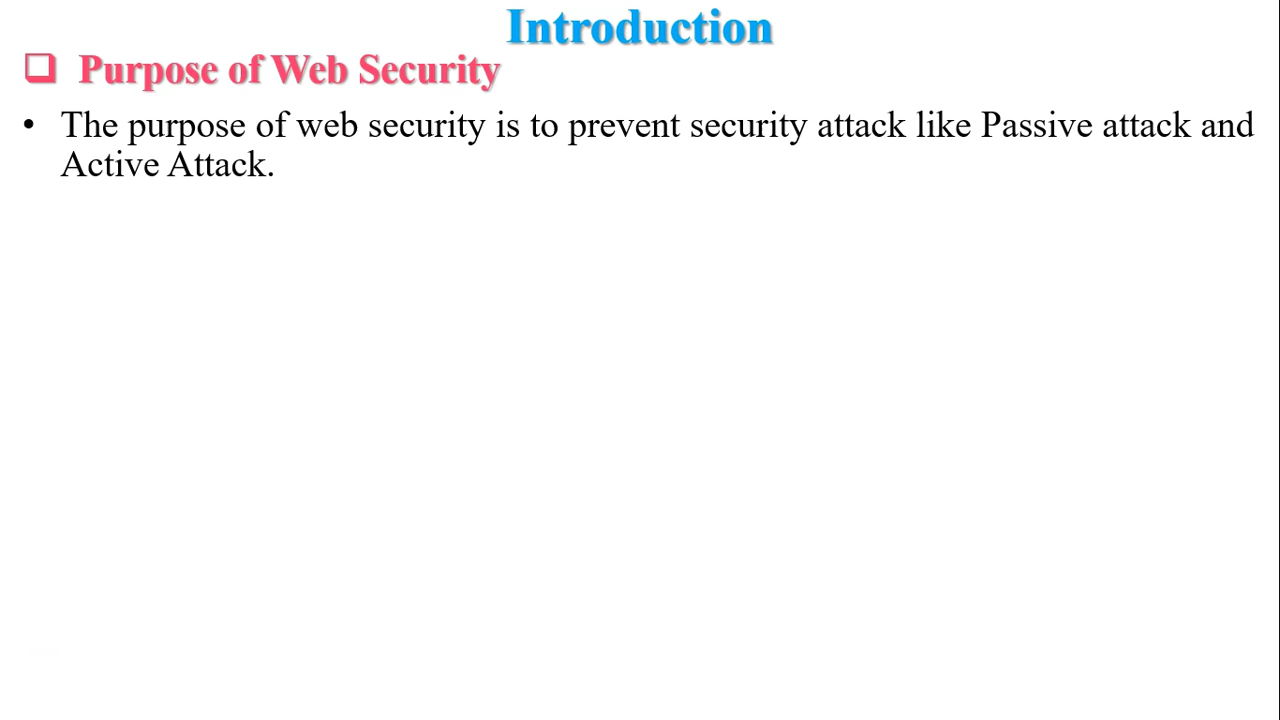 Introduction
❑ Purpose of Web Security
• The purpose of web security is to prevent security attack like Passive attack and
Active Attack.